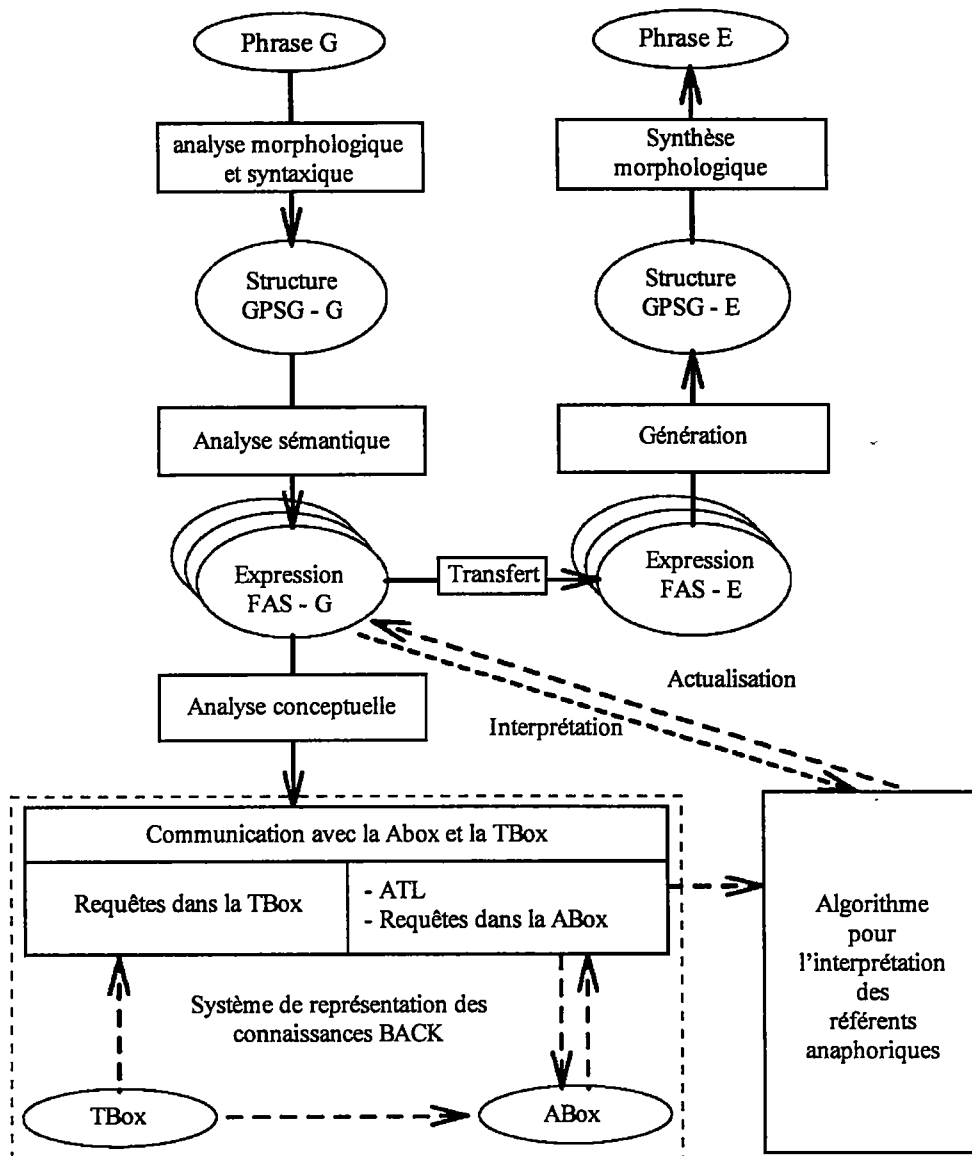 Phrase G
Phrase E
analyse morphologique
et syntaxique
Synthèse
morphologique
Structure
GPSG - G
Structure
GPSG - E
Analyse sémantique
Génération
Expression
FAS - G
Transfert
Expression
FAS - E
Actualisation
Interprétation
Analyse conceptuelle
Communication avec la Abox et la TBox
Requêtes dans la TBox
- ATL
- Requêtes dans la ABox
Algorithme
pour
l'interprétation
des
référents
anaphoriques
Système de représentation des
connaissances BACK
TBox
ABox